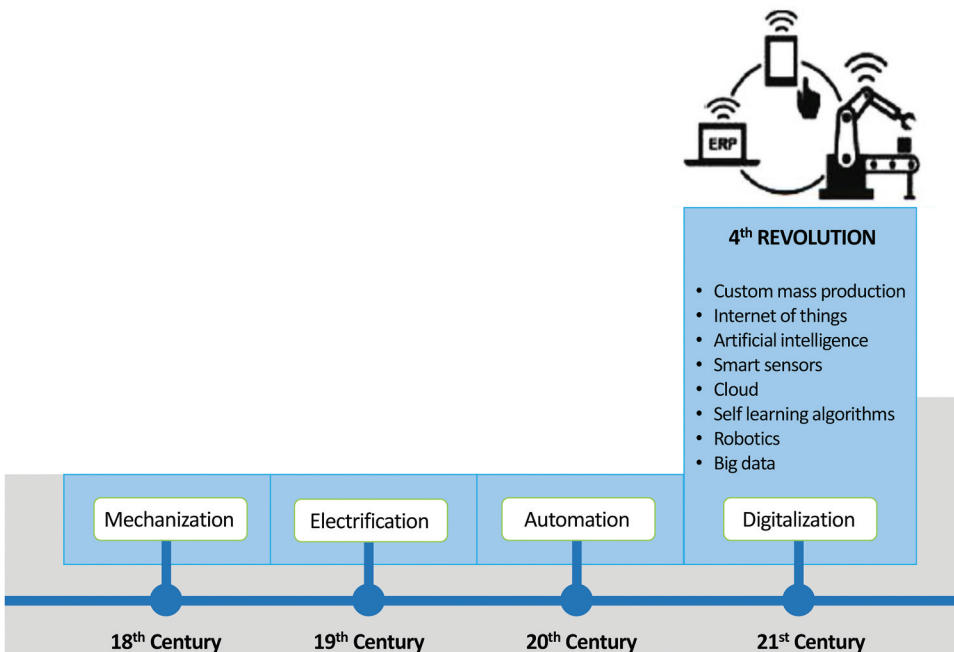 ERP
4th REVOLUTION
• Custom mass production
• Internet of things
• Artificial intelligence
• Smart sensors
• Cloud
• Self learning algorithms
• Robotics
• Big data
Mechanization
Electrification
Automation
Digitalization
18th Century
19th Century
20th Century
21st Century